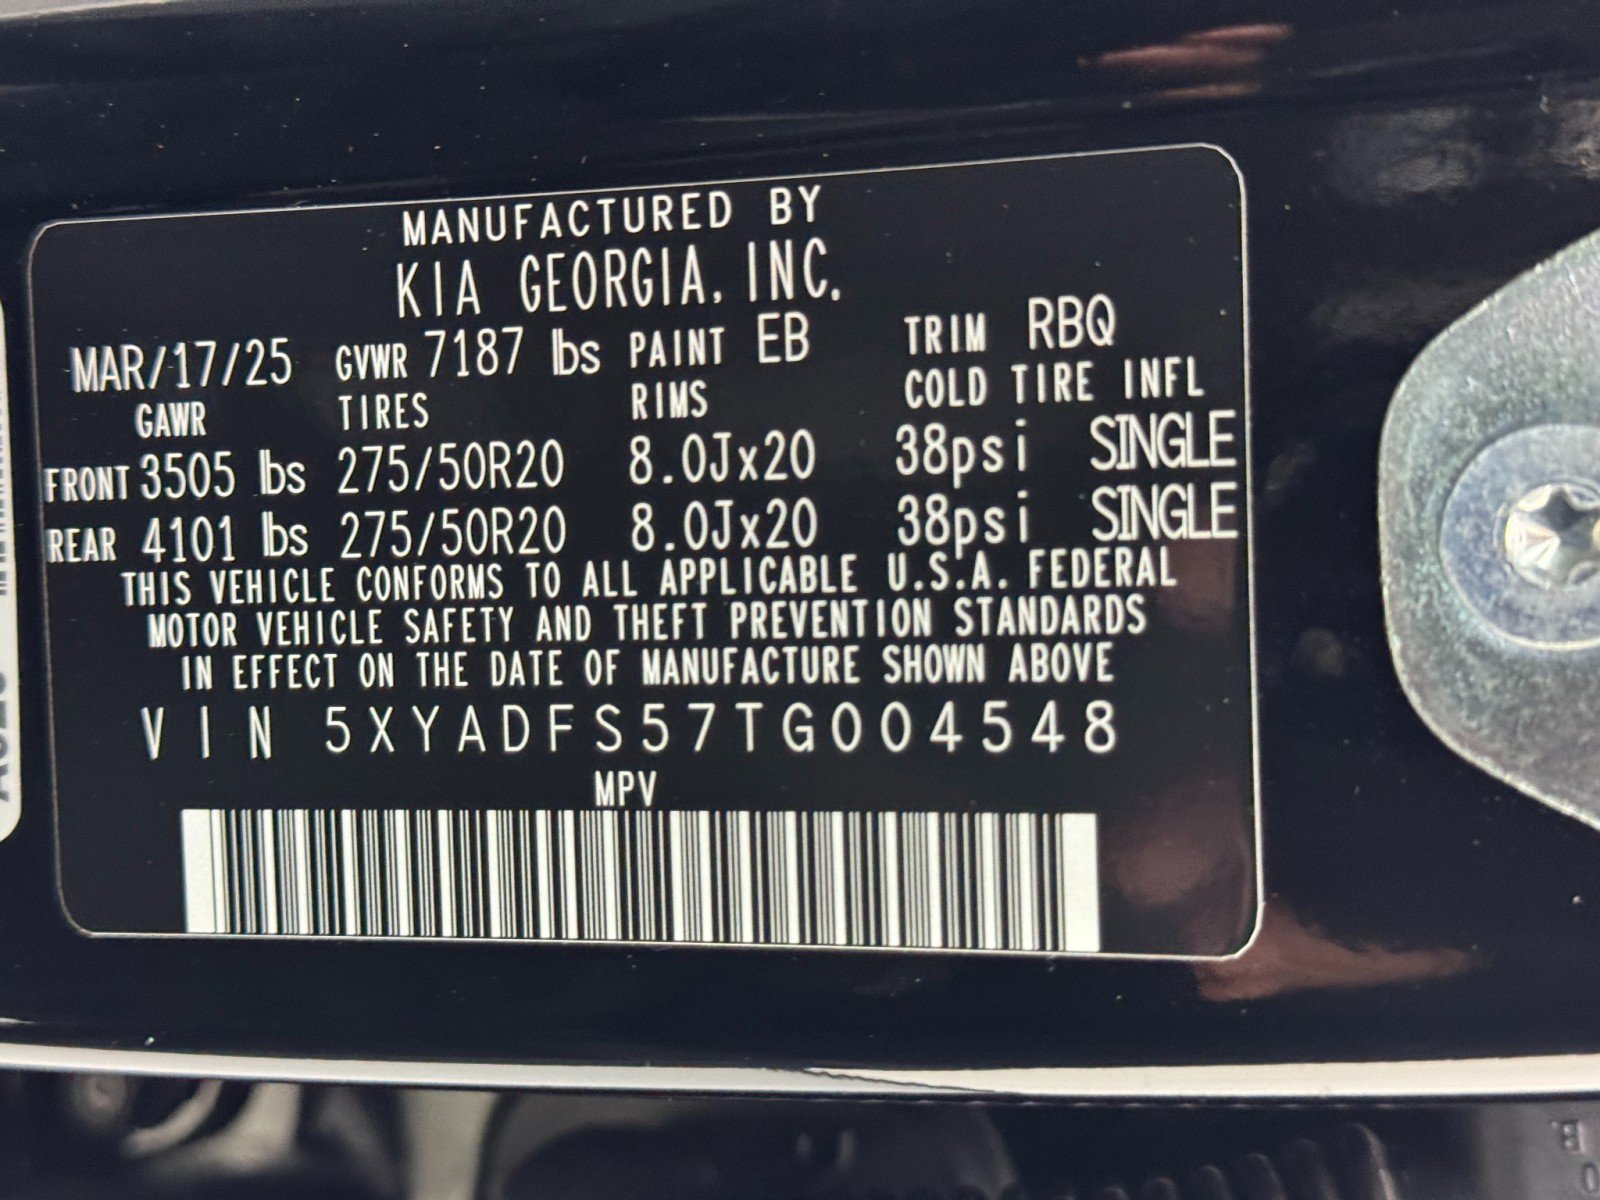 MANUFACTURED BY
KIA GEORGIA, INC.
MAR/17/25 GVWR 7187 lbs PAINT EB TRIM RBQ
GAWR TIRES RIMS COLD TIRE INFL
FRONT 3505 lbs 275/50R20 8.0Jx20 38psi SINGLE
REAR 4101 lbs 275/50R20 8.0Jx20 38psi SINGLE
THIS VEHICLE CONFORMS TO ALL APPLICABLE U.S.A. FEDERAL
MOTOR VEHICLE SAFETY AND THEFT PREVENTION STANDARDS
IN EFFECT ON THE DATE OF MANUFACTURE SHOWN ABOVE
VIN 5XYADFS57TG004548
MPV